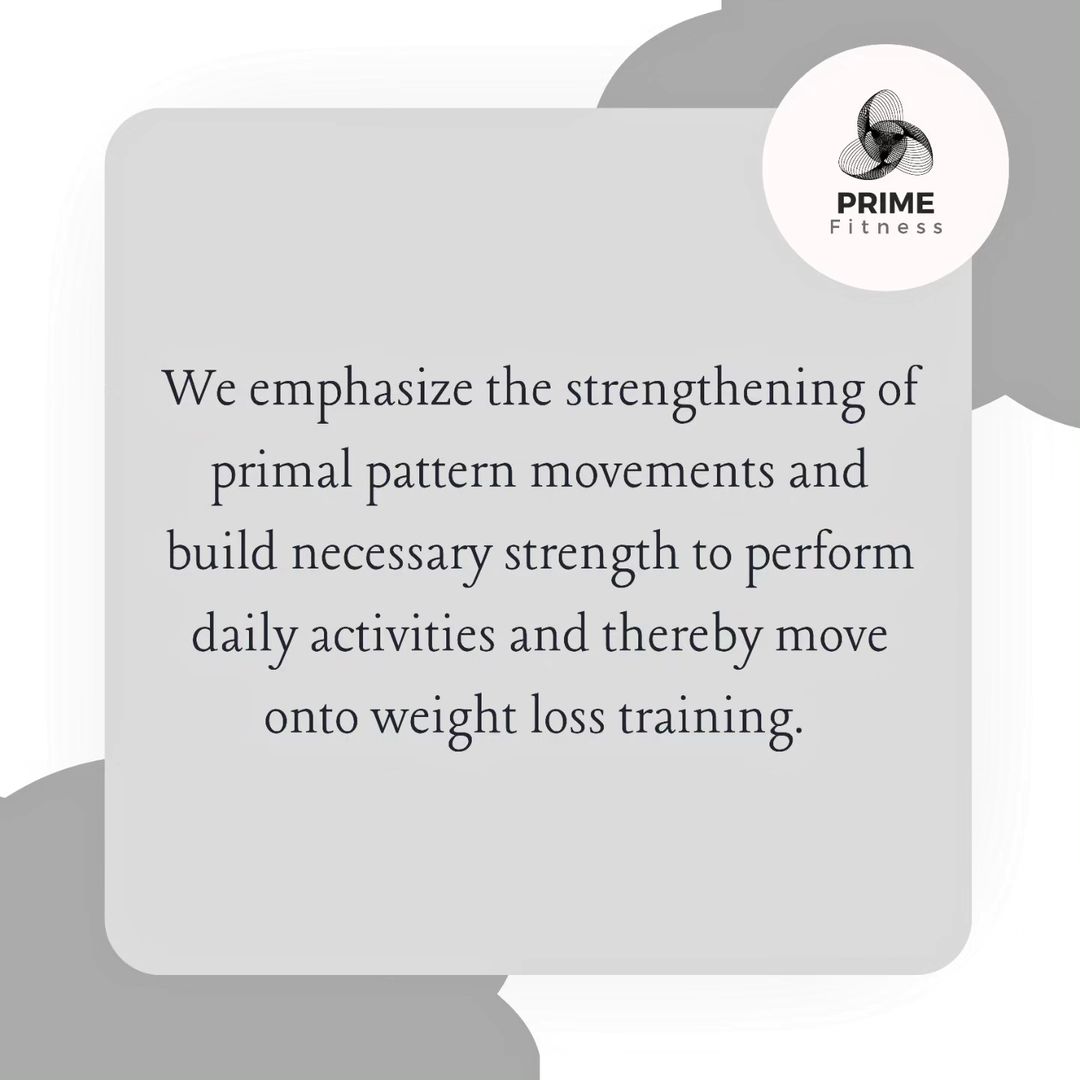 PRIME
Fitness
We emphasize the strengthening of
primal pattern movements and
build necessary strength to perform
daily activities and thereby move
onto weight loss training.